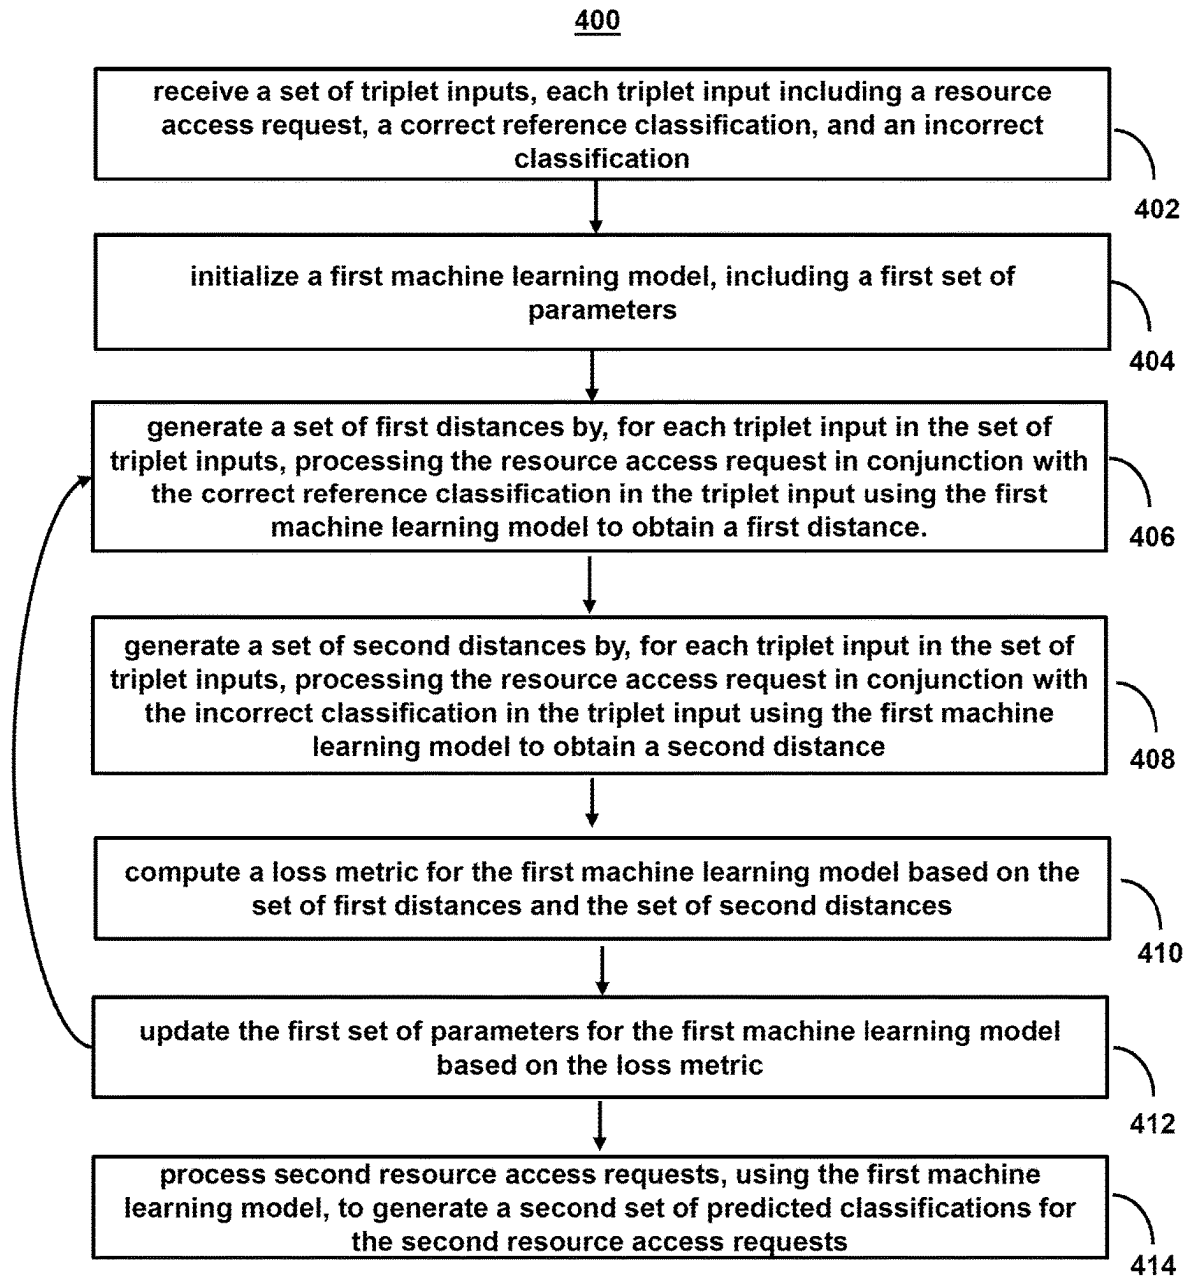 400
receive a set of triplet inputs, each triplet input including a resource
access request, a correct reference classification, and an incorrect
classification
402
initialize a first machine learning model, including a first set of
parameters
404
generate a set of first distances by, for each triplet input in the set of
triplet inputs, processing the resource access request in conjunction with
the correct reference classification in the triplet input using the first
machine learning model to obtain a first distance.
406
generate a set of second distances by, for each triplet input in the set of
triplet inputs, processing the resource access request in conjunction with
the incorrect classification in the triplet input using the first machine
learning model to obtain a second distance
408
compute a loss metric for the first machine learning model based on the
set of first distances and the set of second distances
410
update the first set of parameters for the first machine learning model
based on the loss metric
412
process second resource access requests, using the first machine
learning model, to generate a second set of predicted classifications for
the second resource access requests
414